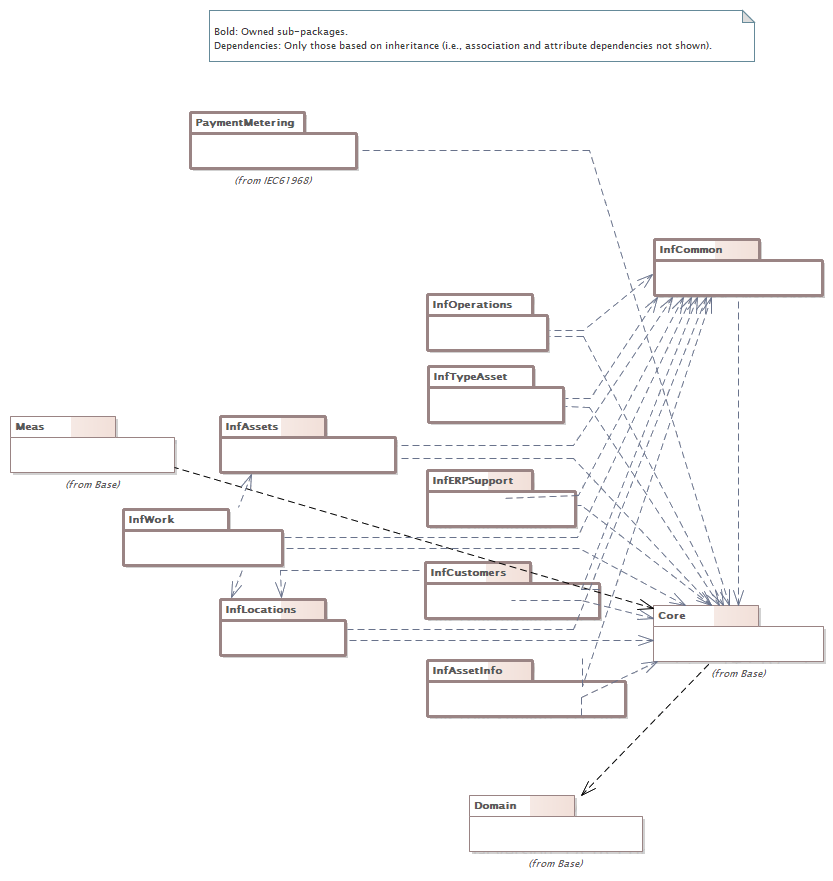 Bold: Owned sub-packages.
Dependencies: Only those based on inheritance (i.e., association and attribute dependencies not shown).
PaymentMetering
(from IEC61968)
InfCommon
InfOperations
InfTypeAsset
Meas
(from Base)
InfAssets
InfERPSupport
InfWork
InfCustomers
InfLocations
Core
(from Base)
InfAssetInfo
Domain
(from Base)